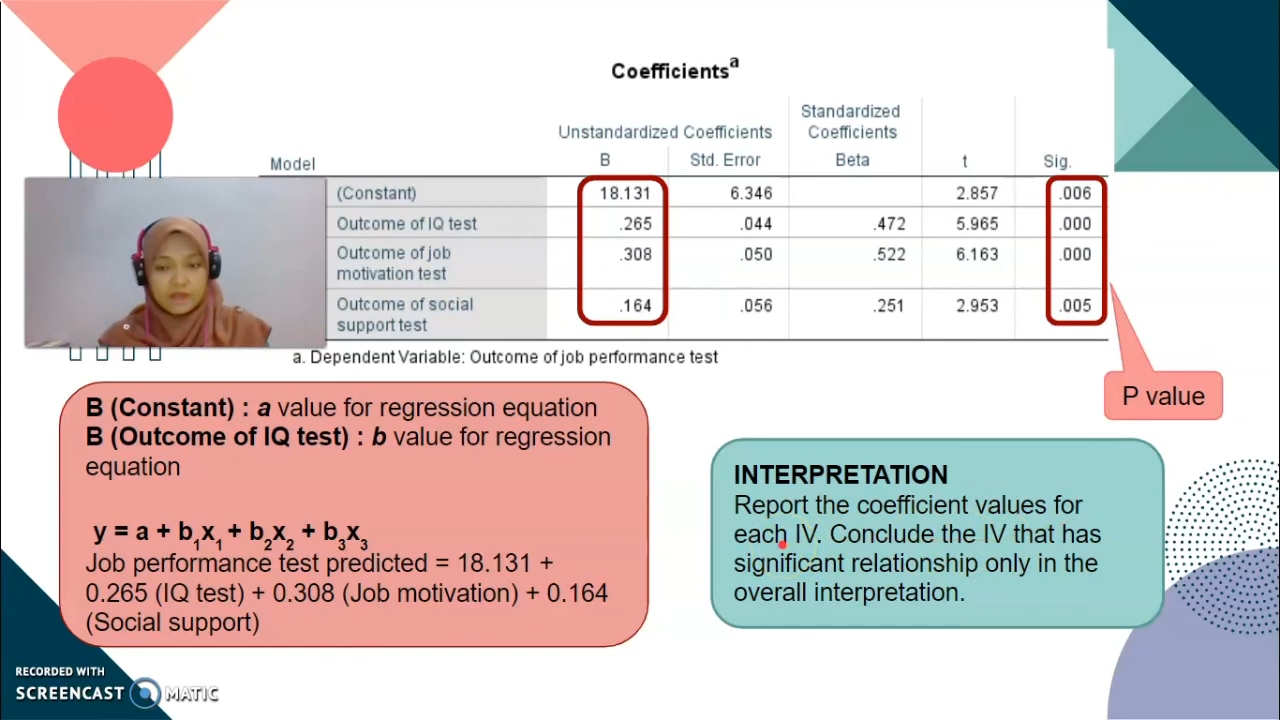 Coefficientsa
Unstandardized Coefficients
Standardized
Coefficients
Model
B
Std. Error
Beta
t
Sig.
(Constant)
18.131
6.346
2.857
.006
Outcome of IQ test
.265
.044
.472
5.965
.000
Outcome of job
motivation test
.308
.050
.522
6.163
.000
Outcome of social
support test
.164
.056
.251
2.953
.005
a. Dependent Variable: Outcome of job performance test
P value
B (Constant) : a value for regression equation
B (Outcome of IQ test) : b value for regression
equation
y = a + b1x1 + b2x2 + b3x3
Job performance test predicted = 18.131 +
0.265 (IQ test) + 0.308 (Job motivation) + 0.164
(Social support)
INTERPRETATION
Report the coefficient values for
each IV. Conclude the IV that has
significant relationship only in the
overall interpretation.
RECORDED WITH
SCREENCAST MATIC